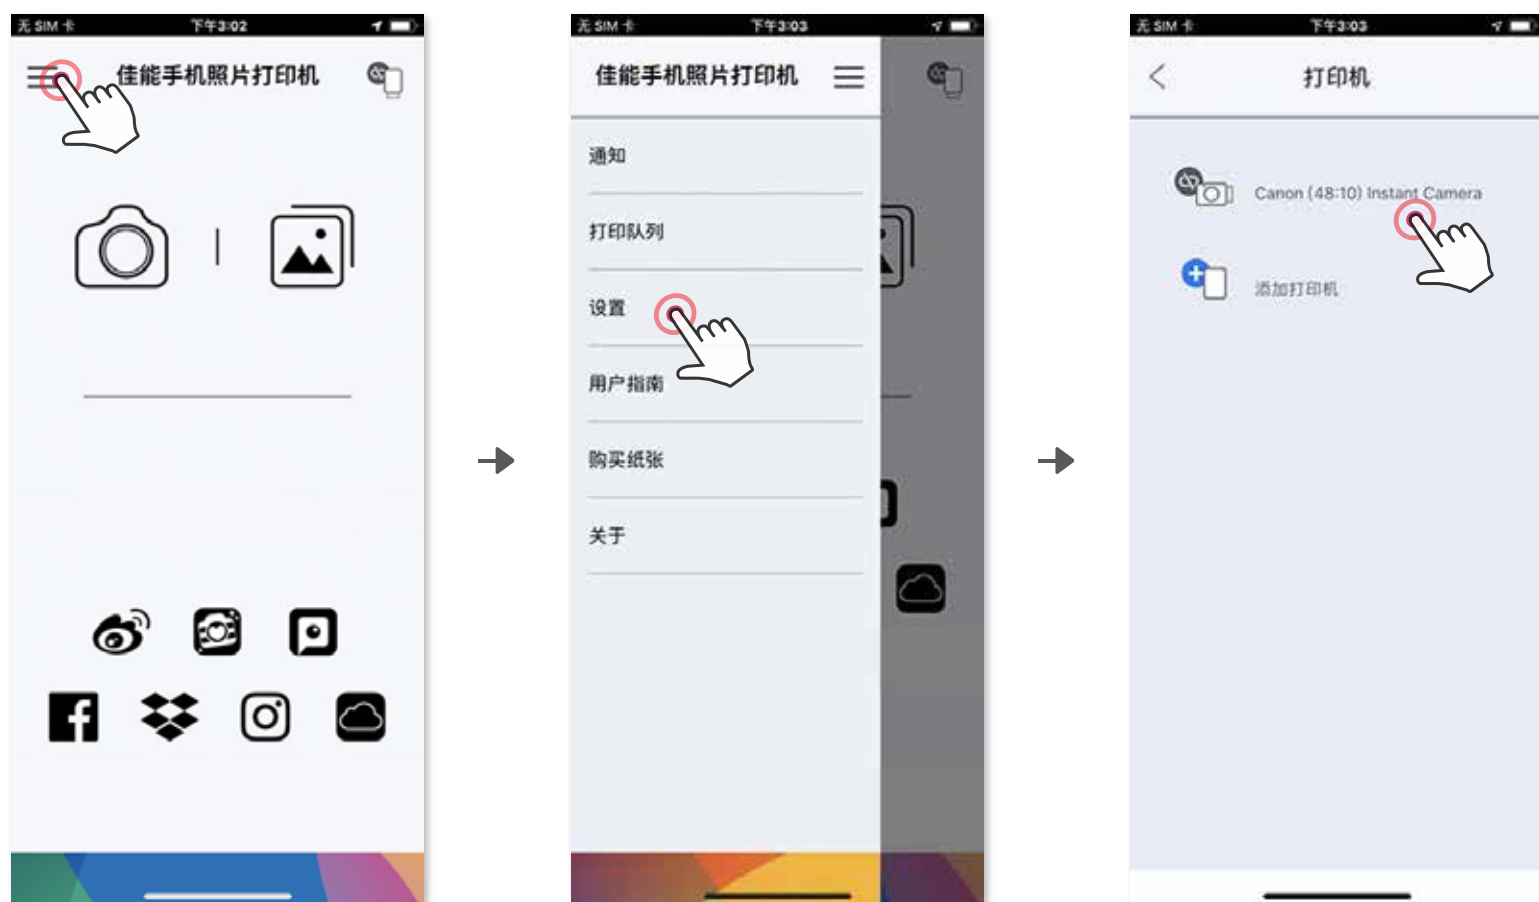 无 SIM 卡
下午3:02
佳能手机照片打印机
无 SIM 卡
下午3:03
佳能手机照片打印机
通知
打印队列
设置
用户指南
购买纸张
关于
无 SIM 卡
下午3:03
打印机
Canon (48:10) Instant Camera
添加打印机